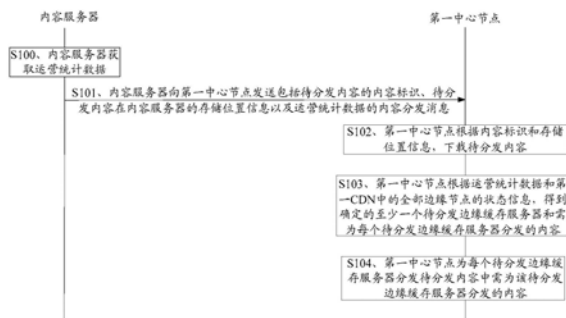 内容服务器
第一中心节点
S100、内容服务器获
取运营统计数据
S101、内容服务器向第一中心节点发送包括待分发内容的内容标识、待分
发内容在内容服务器的存储位置信息以及运营统计数据的内容分发消息
S102、第一中心节点根据内容标识和存储
位置信息，下载待分发内容
S103、第一中心节点根据运营统计数据和第
一CDN中的全部边缘节点的状态信息，得到
确定的至少一个待分发边缘缓存服务器和需
为每个待分发边缘缓存服务器分发的内容
S104、第一中心节点为每个待分发边缘缓
存服务器分发待分发内容中需为该待分发
边缘缓存服务器分发的内容